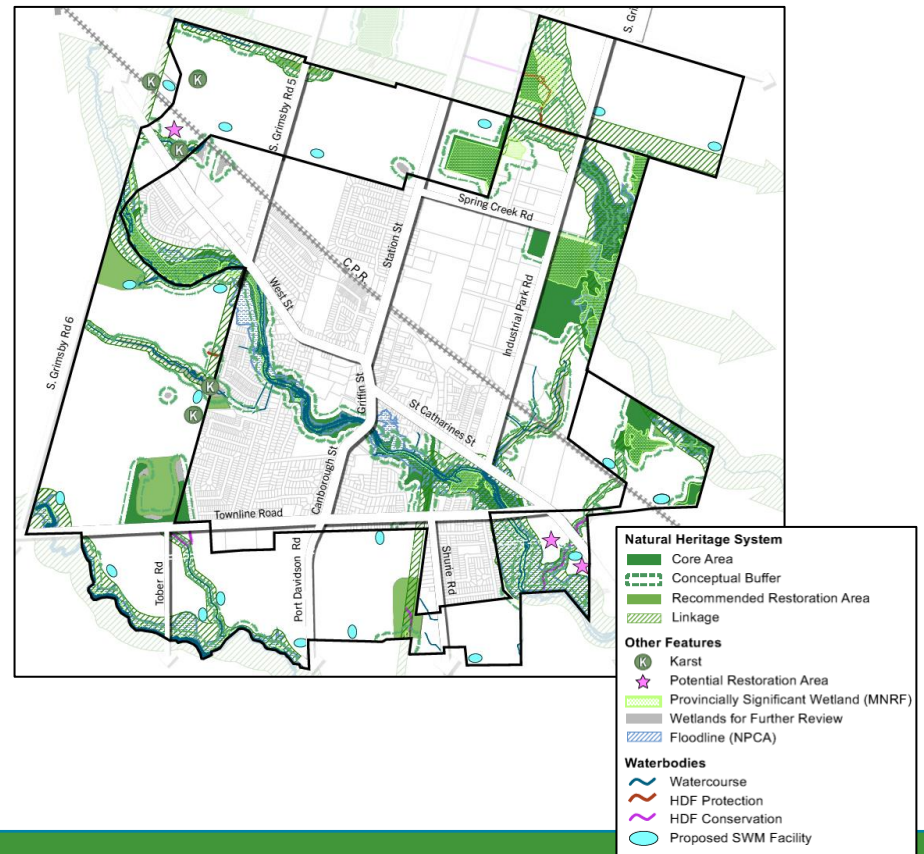 S. Grimsby Rd 5
K
K
K
Spring Creek Rd
Station St
C.P.R.
West St.
Industrial Park Rd
S. Grimsby Rd 6
K
K
Griffin St
St Catharines St
Canborough St
Townline Road
Tober Rd
Port Davidson Rd
Shurie Rd
Natural Heritage System
Core Area
Conceptual Buffer
Recommended Restoration Area
Linkage
Other Features
K Karst
Potential Restoration Area
Provincially Significant Wetland (MNRF)
Wetlands for Further Review
Floodline (NPCA)
Waterbodies
Watercourse
HDF Protection
HDF Conservation
Proposed SWM Facility